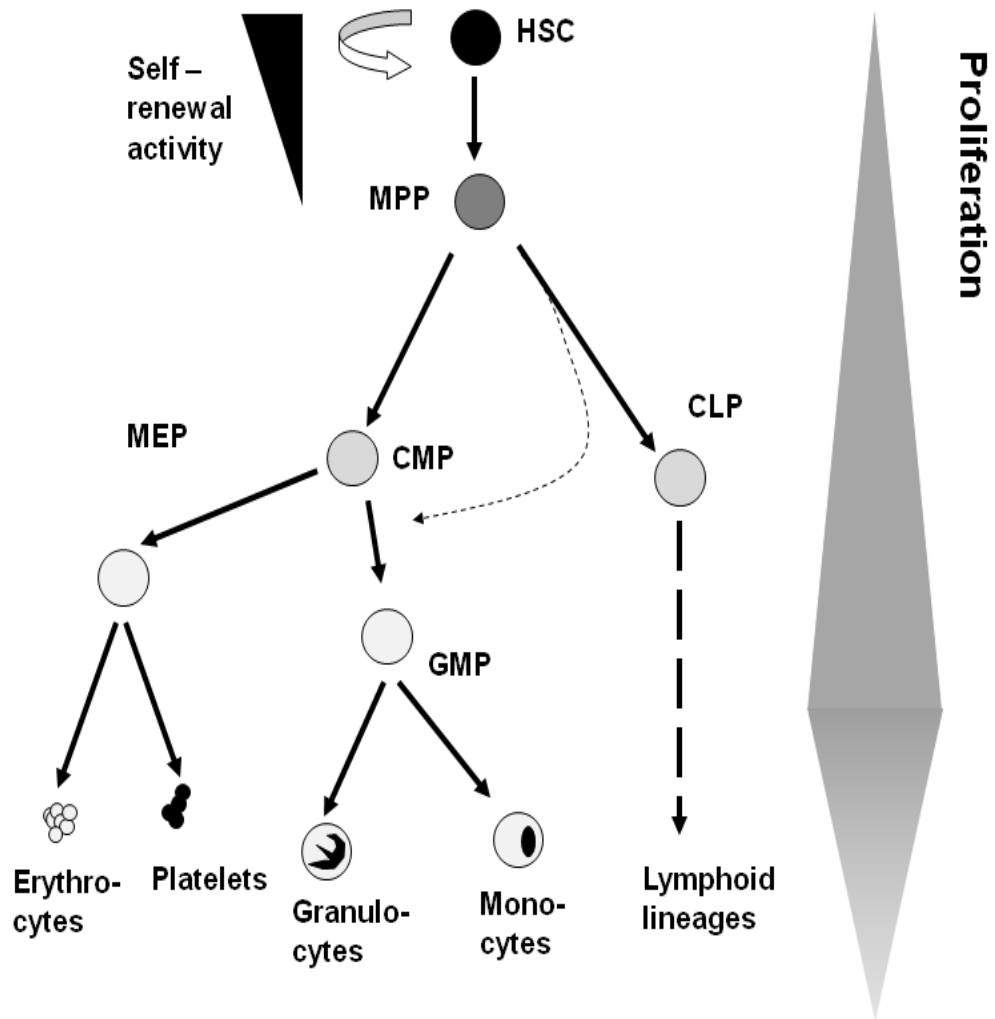 HSC
Self –
renewal
activity
Proliferation
MPP
CLP
MEP
CMP
GMP
Erythro-
cytes
Platelets
Granulo-
cytes
Mono-
cytes
Lymphoid
lineages